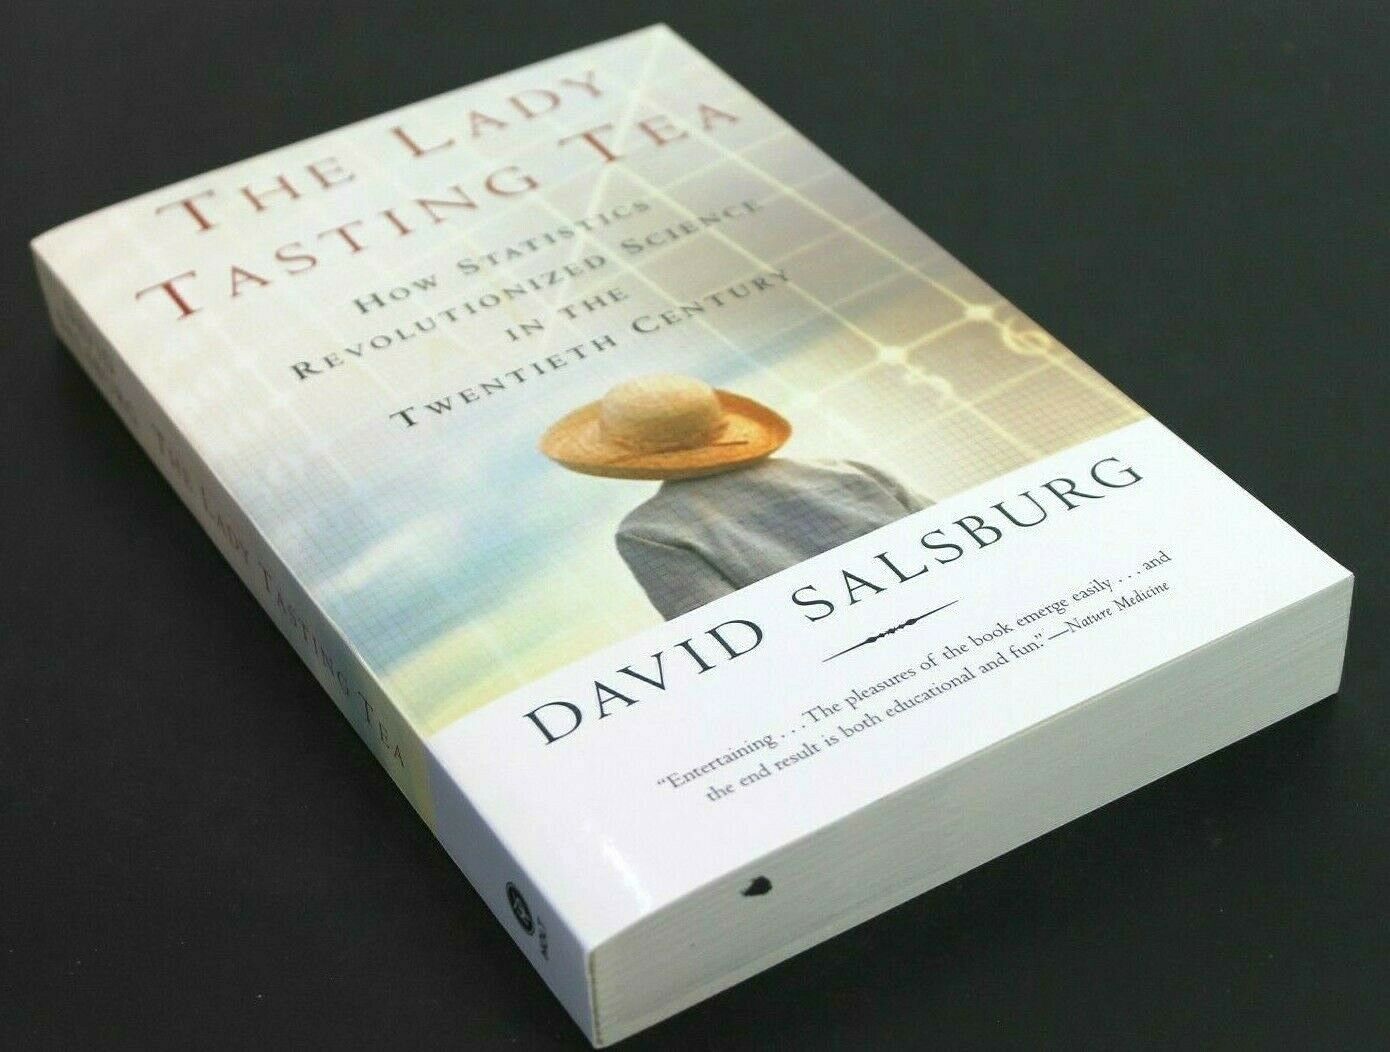 THE LADY
TASTING TEA
HOW STATISTICS
REVOLUTIONIZED SCIENCE
IN THE
TWENTIETH CENTURY
DAVID SALSBURG
“Entertaining . . . The pleasures of the book emerge easily . . . and
the end result is both educational and fun.” —Nature Medicine
THE LADY TASTING TEA
HOLT